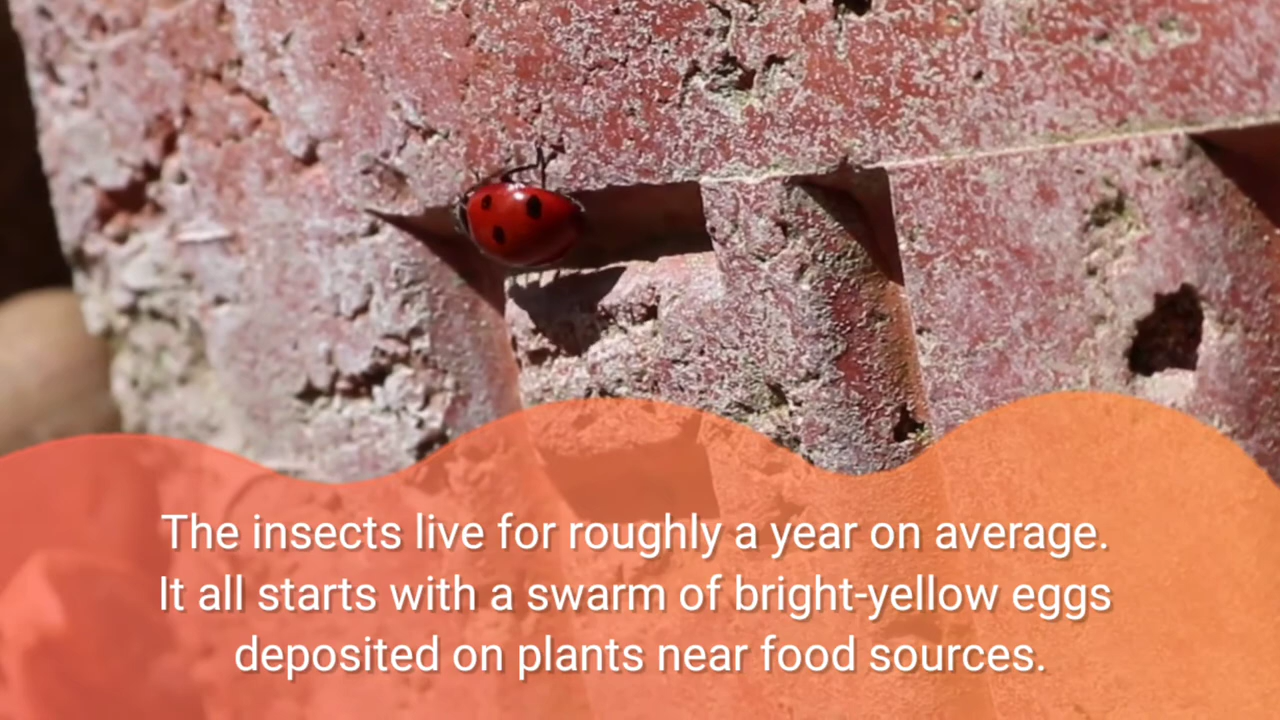 The insects live for roughly a year on average.
It all starts with a swarm of bright-yellow eggs
deposited on plants near food sources.